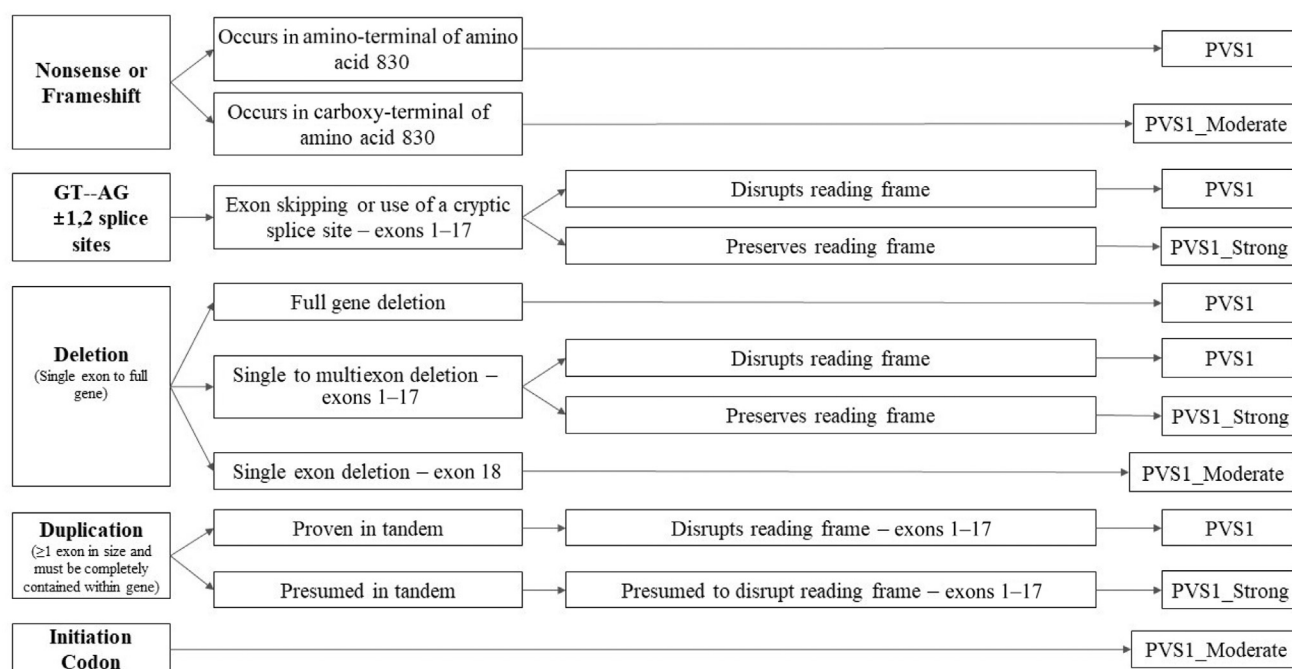 Nonsense or
Frameshift
Occurs in amino-terminal of amino
acid 830
PVS1
Occurs in carboxy-terminal of
amino acid 830
PVS1_Moderate
GT--AG
±1,2 splice
sites
Exon skipping or use of a cryptic
splice site – exons 1–17
Disrupts reading frame
PVS1
Preserves reading frame
PVS1_Strong
Deletion
(Single exon to full
gene)
Full gene deletion
PVS1
Single to multiexon deletion –
exons 1–17
Disrupts reading frame
PVS1
Preserves reading frame
PVS1_Strong
Single exon deletion – exon 18
PVS1_Moderate
Duplication
(≥1 exon in size and
must be completely
contained within gene)
Proven in tandem
Disrupts reading frame – exons 1–17
PVS1
Presumed in tandem
Presumed to disrupt reading frame – exons 1–17
PVS1_Strong
Initiation
Codon
PVS1_Moderate